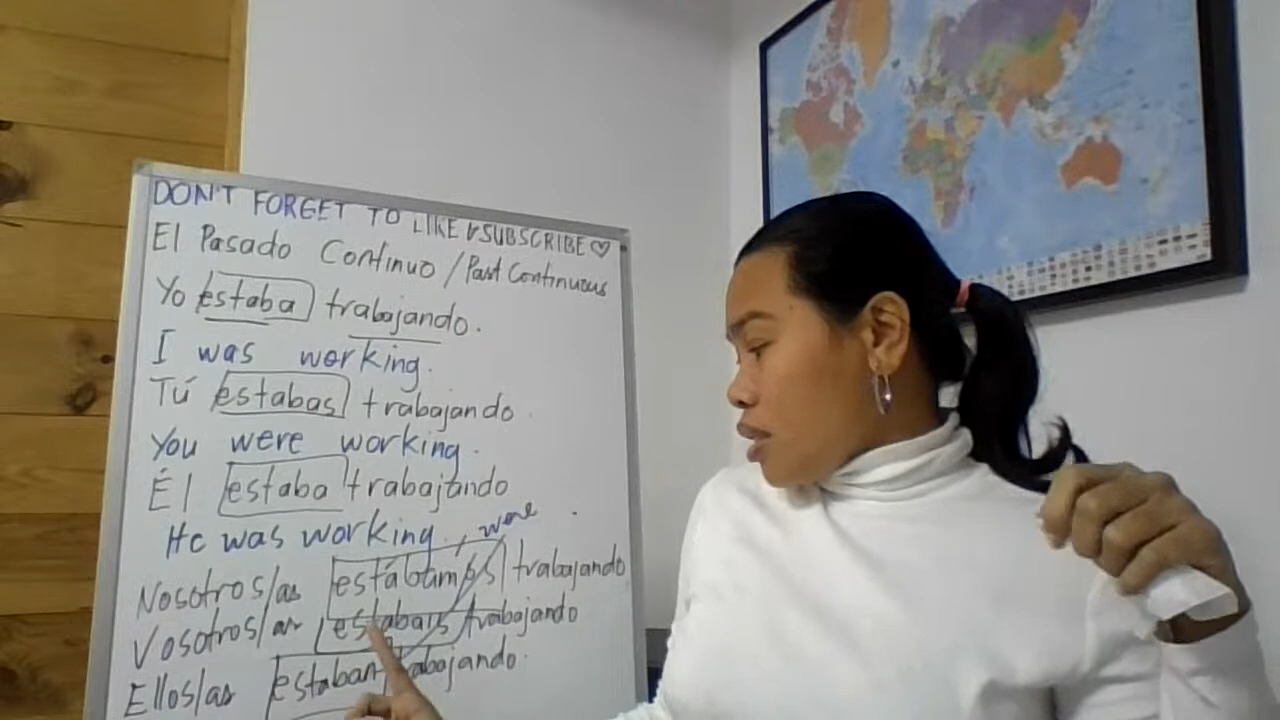 DON'T FORGET TO LIKE & SUBSCRIBE ♡
El Pasado Continuo / Past Continuous
Yo estaba trabajando.
I was working.
Tú estabas trabajando.
You were working.
Él estaba trabajando
He was working. were
Nosotros/as estábamos trabajando
Vosotros/as estabais trabajando
Ellos/as estaban trabajando.